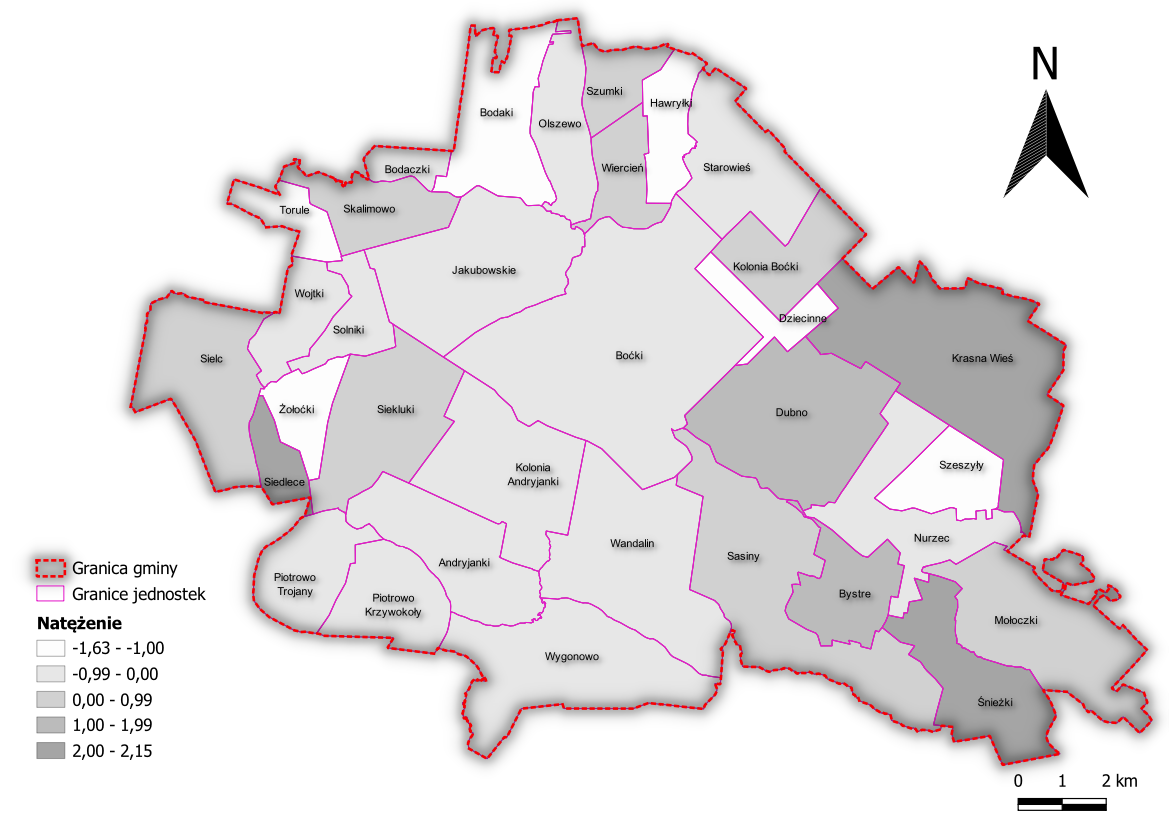 N
Szumki
Hawryłki
Bodaki
Olszewo
Bodaczki
Wiercień
Starowieś
Torule
Skalimowo
Jakubowskie
Kolonia Boćki
Wojtki
Dziecinne
Solniki
Sielc
Boćki
Krasna Wieś
Żołoćki
Siekluki
Dubno
Szeszyły
Kolonia
Andryjanki
Siedlece
Nurzec
Wandalin
Sasiny
Andryjanki
Piotrowo
Trojany
Piotrowo
Krzywokoły
Bystre
Mołoczki
Wygonowo
Śnieżki
Granica gminy
Granice jednostek
Natężenie
-1,63 - -1,00
-0,99 - 0,00
0,00 - 0,99
1,00 - 1,99
2,00 - 2,15
0 1 2 km